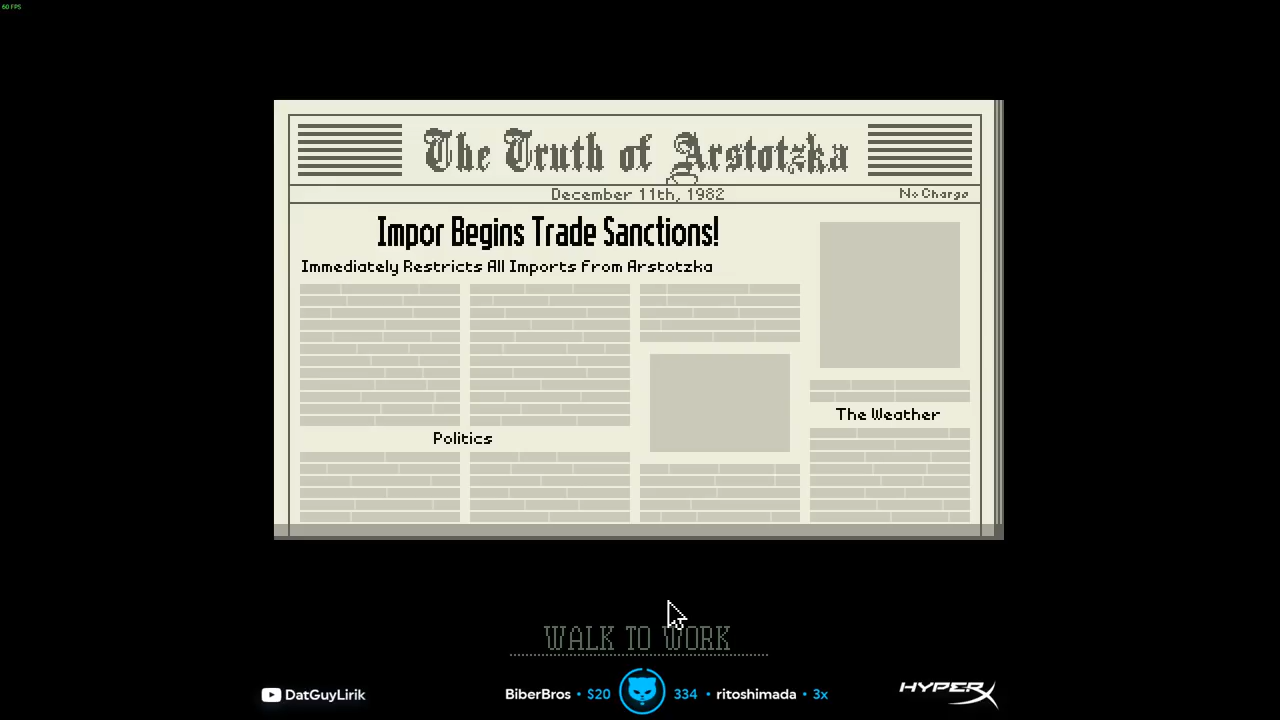 60 FPS
The Truth of Arstotzka
December 11th, 1982
No Charge
Impor Begins Trade Sanctions!
Immediately Restricts All Imports From Arstotzka
Politics
The Weather
WALK TO WORK
DatGuyLirik
BiberBros • $20
334 • ritoshimada • 3x
HYPERX